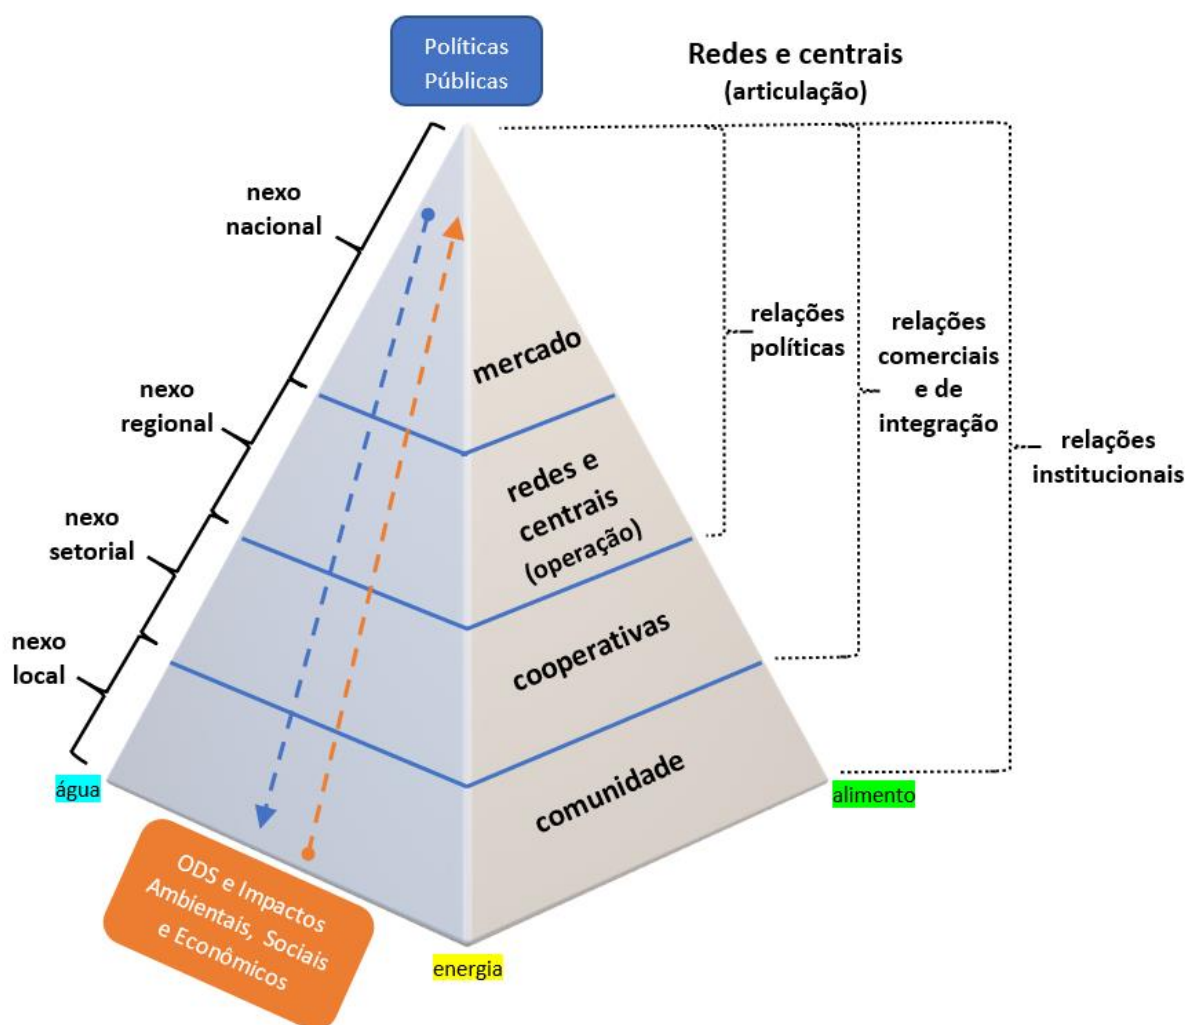 Políticas
Públicas
Redes e centrais
(articulação)
nexo
nacional
nexo
regional
nexo
setorial
nexo
local
mercado
redes e
centrais
(operação)
cooperativas
comunidade
relações
políticas
relações
comerciais
e de
integração
relações
institucionais
água
alimento
energia
ODS e Impactos
Ambientais, Sociais
e Econômicos